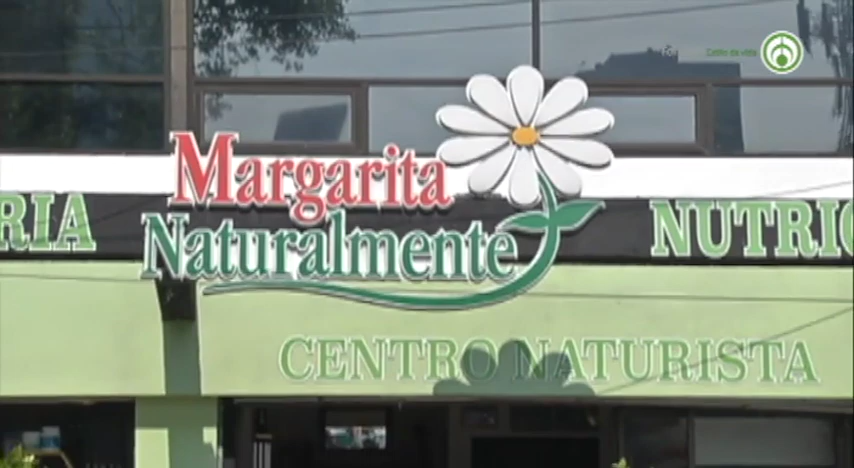 Margarita
Naturalmente
RIA
NUTRIC
CENTRO NATURISTA